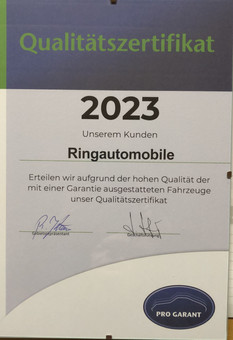 Qualitätszertifikat
2023
Unserem Kunden
Ringautomobile
Erteilen wir aufgrund der hohen Qualität der
mit einer Garantie ausgestatteten Fahrzeuge
unser Qualitätszertifikat
PRO GARANT